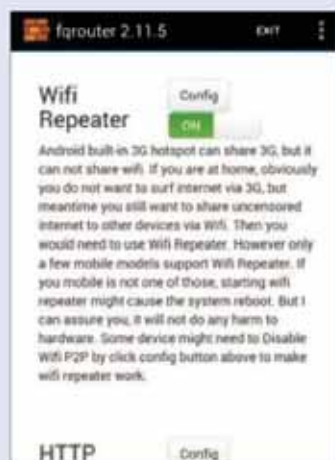 fqrouter 2.11.5 EXIT
Wifi
Repeater
Config
ON
Android built-in 3G hotspot can share 3G, but it
can not share wifi. If you are at home, obviously
you do not want to surf internet via 3G, but
meantime you still want to share uncensored
internet to other devices via Wifi. Then you
would need to use Wifi Repeater. However only
a few mobile models support Wifi Repeater. If
you mobile is not one of those, starting wifi
repeater might cause the system reboot. But I
can assure you, it will not do any harm to
hardware. Some device might need to Disable
Wifi P2P by click config button above to make
wifi repeater work.
HTTP Config